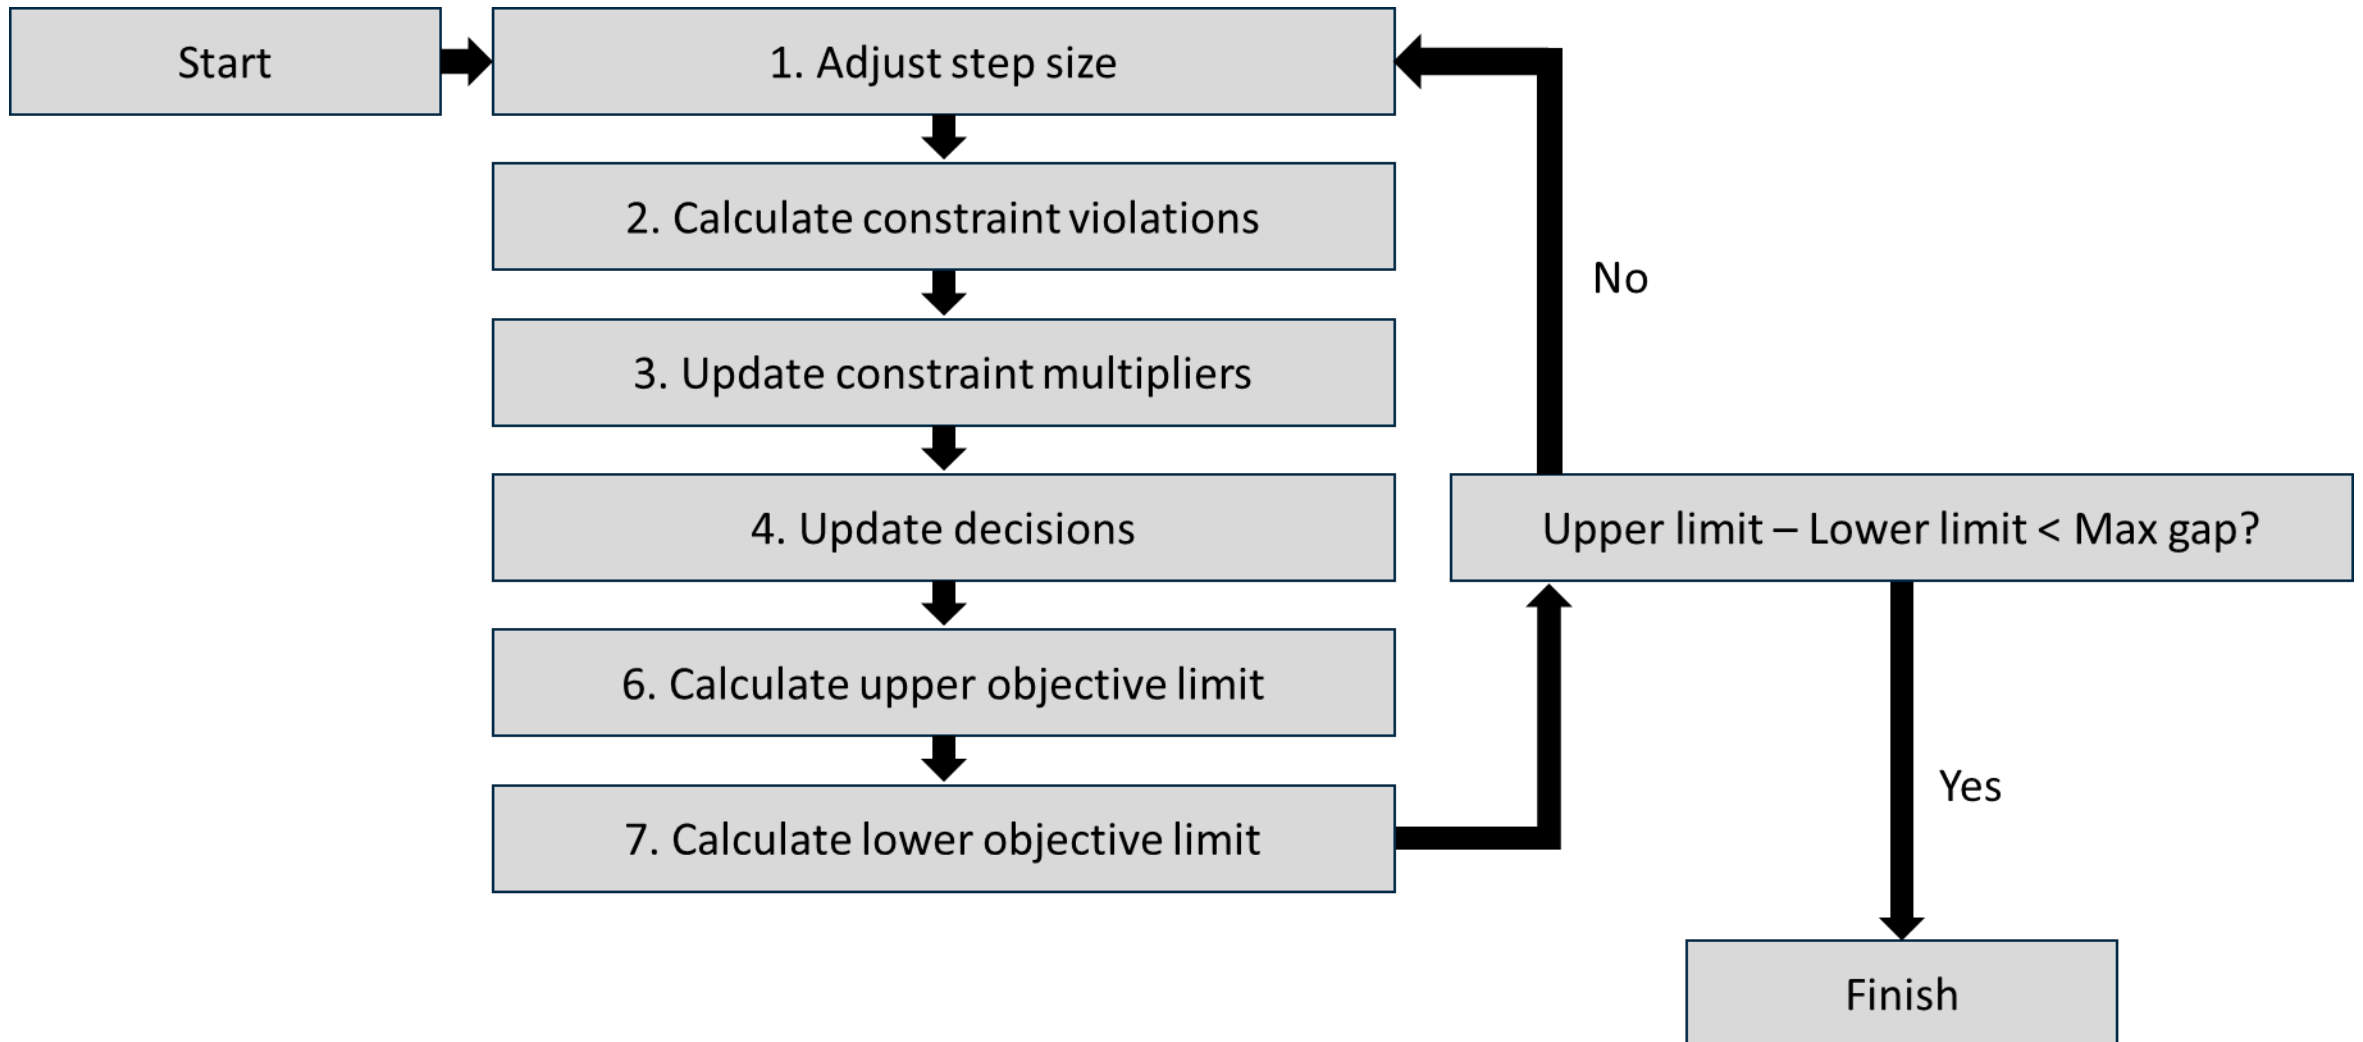 Start
1. Adjust step size
2. Calculate constraint violations
No
3. Update constraint multipliers
4. Update decisions
Upper limit – Lower limit < Max gap?
6. Calculate upper objective limit
Yes
7. Calculate lower objective limit
Finish